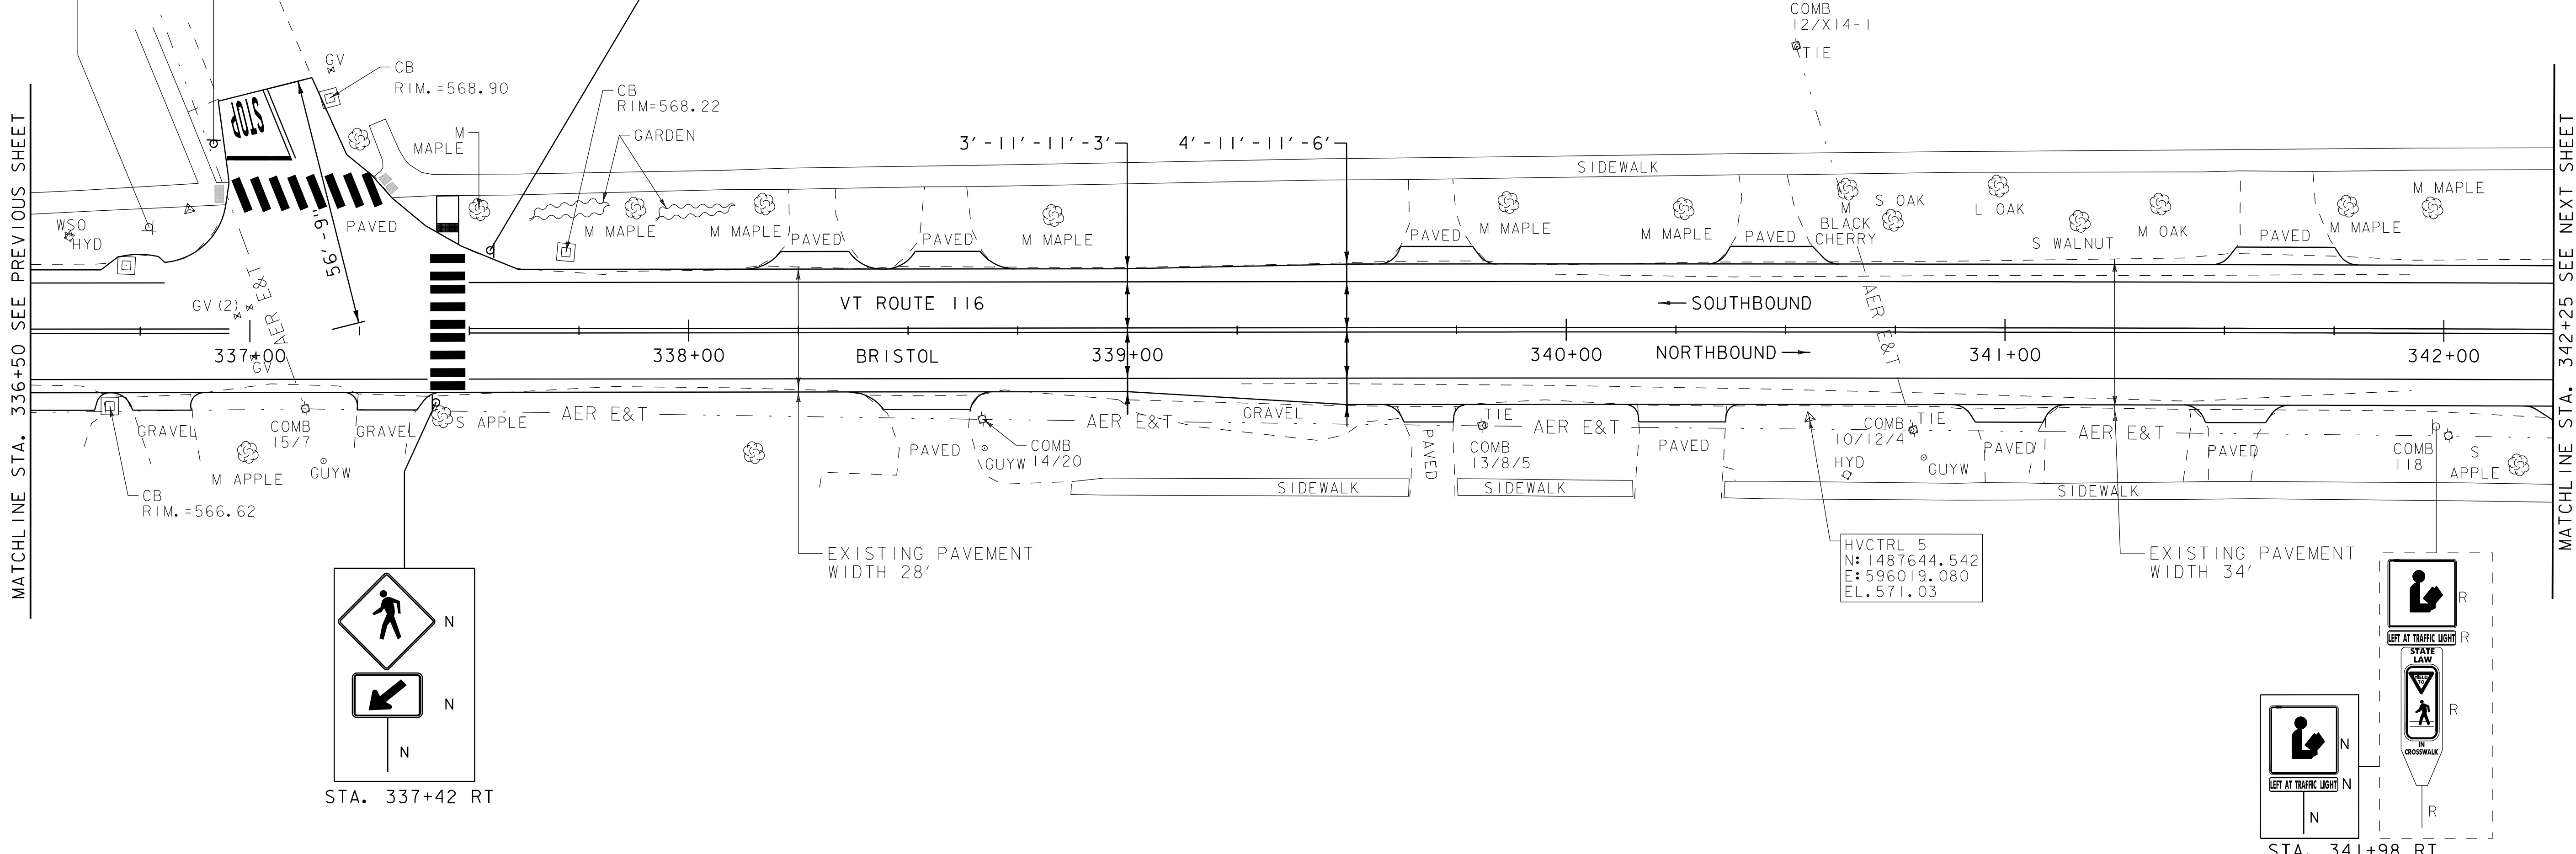 MATCHLINE STA. 336+50 SEE PREVIOUS SHEET
COMB
12/X14-1
TIE
GV
CB
RIM.=568.90
CB
RIM=568.22
GARDEN
STOP
M
MAPLE
3'-11'-11'-3'
4'-11'-11'-6'
SIDEWALK
WSO
HYD
PAVED
56'-9"
M MAPLE
M MAPLE
PAVED
PAVED
M MAPLE
PAVED
M MAPLE
M MAPLE
PAVED
M
BLACK
CHERRY
S OAK
L OAK
S WALNUT
M OAK
PAVED
M MAPLE
M MAPLE
GV (2)
AER E&T
VT ROUTE 116
SOUTHBOUND
AER E&T
337+00
GV
338+00
BRISTOL
339+00
340+00
NORTHBOUND
341+00
342+00
GRAVEL
COMB
15/7
GRAVEL
S APPLE
AER E&T
PAVED
COMB
14/20
GUYW
AER E&T
GRAVEL
PAVED
TIE
COMB
13/8/5
AER E&T
PAVED
COMB
10/12/4
TIE
HYD
GUYW
PAVED
AER E&T
PAVED
COMB
118
S
APPLE
M APPLE
GUYW
CB
RIM.=566.62
SIDEWALK
SIDEWALK
SIDEWALK
EXISTING PAVEMENT
WIDTH 28'
HVCTRL 5
N:1487644.542
E:596019.080
EL.571.03
EXISTING PAVEMENT
WIDTH 34'
N
N
N
STA. 337+42 RT
R
LEFT AT TRAFFIC LIGHT
R
STATE
LAW
YIELD
TO
R
IN
CROSSWALK
R
N
LEFT AT TRAFFIC LIGHT
N
N
STA. 341+98 RT
MATCHLINE STA. 342+25 SEE NEXT SHEET